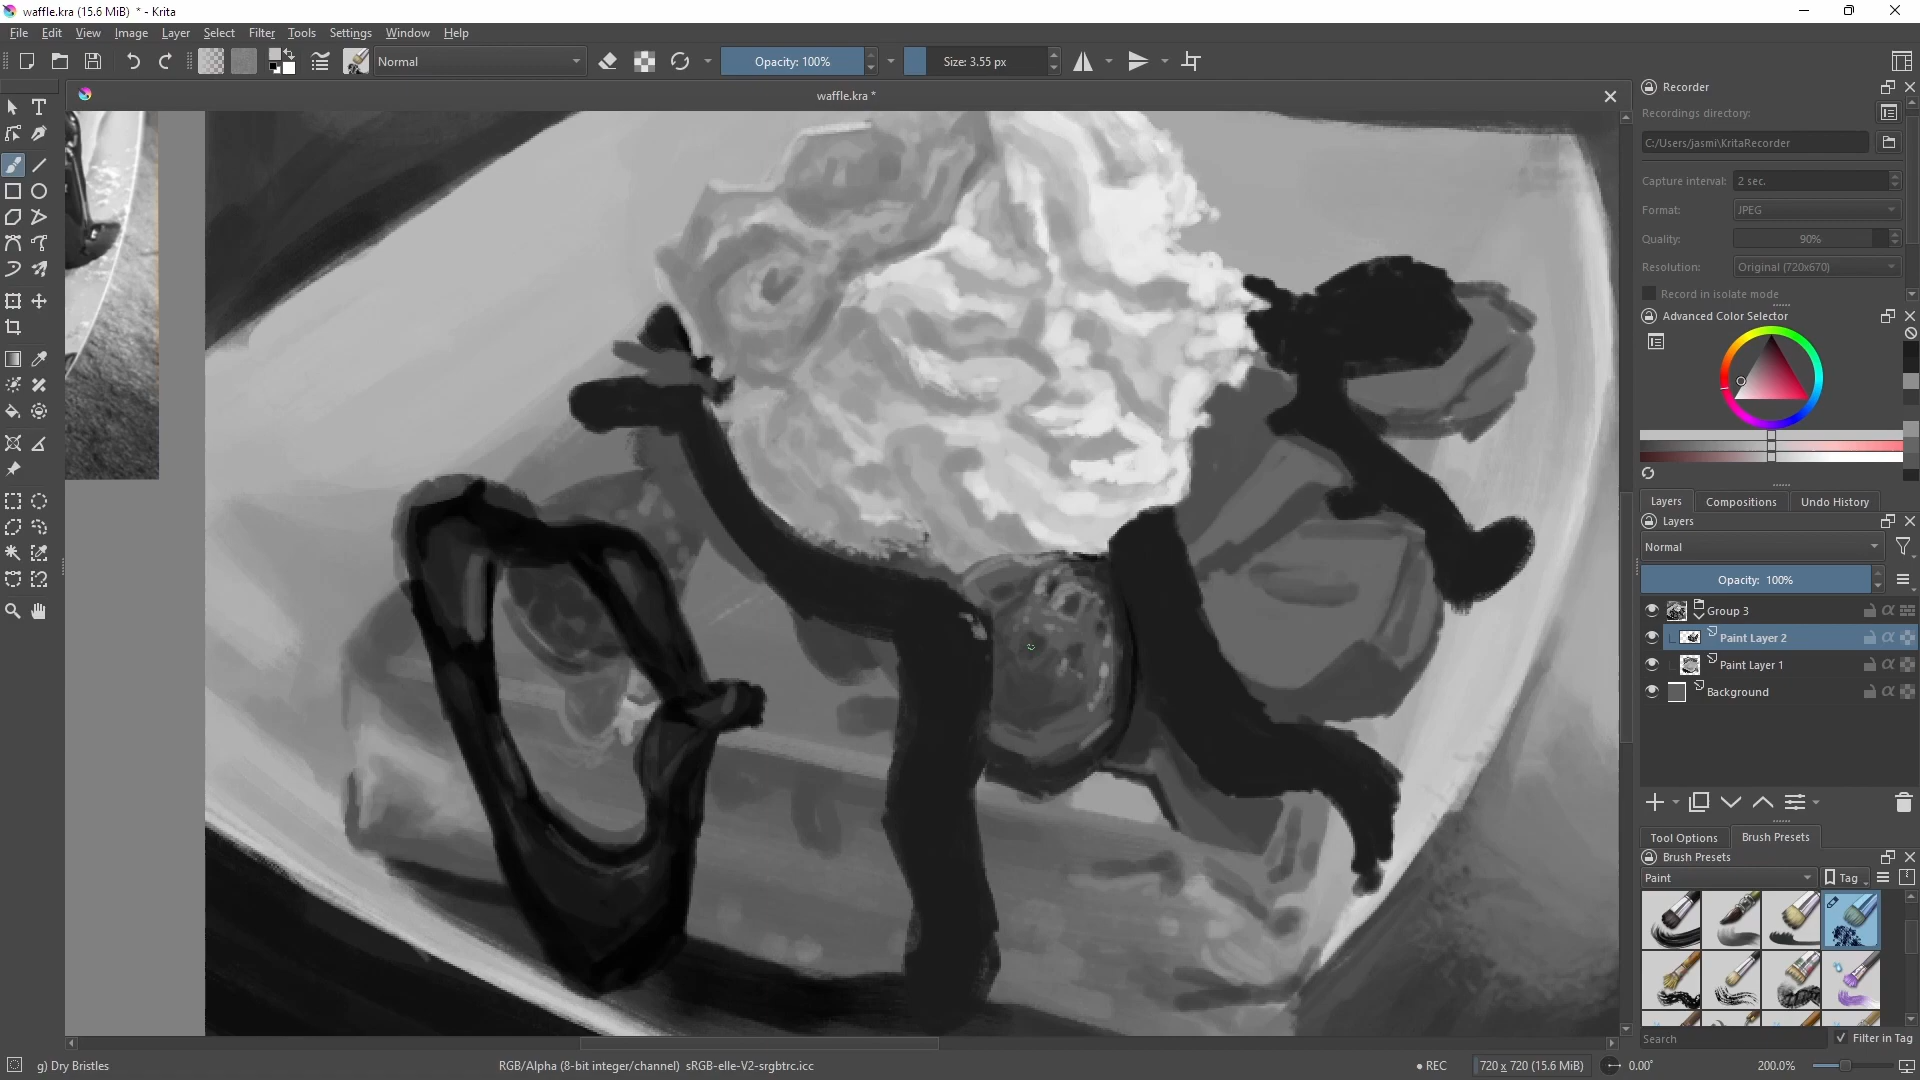 waffle.kra (15.6 MiB) * - Krita
File Edit View Image Layer Select Filter Tools Settings Window Help
Normal Opacity: 100% Size: 3.55 px
waffle.kra *
Recorder
Recordings directory:
C:/Users/jasmi\KritaRecorder
Capture interval: 2 sec.
Format: JPEG
Quality: 90%
Resolution: Original (720x670)
Record in isolate mode
Advanced Color Selector
Layers Compositions Undo History
Layers
Normal
Opacity: 100%
Group 3
Paint Layer 2
Paint Layer 1
Background
Tool Options Brush Presets
Brush Presets
Paint Tag
Search Filter in Tag
g) Dry Bristles RGB/Alpha (8-bit integer/channel) sRGB-elle-V2-srgbtrc.icc REC 720 x 720 (15.6 MiB) 0.00° 200.0%